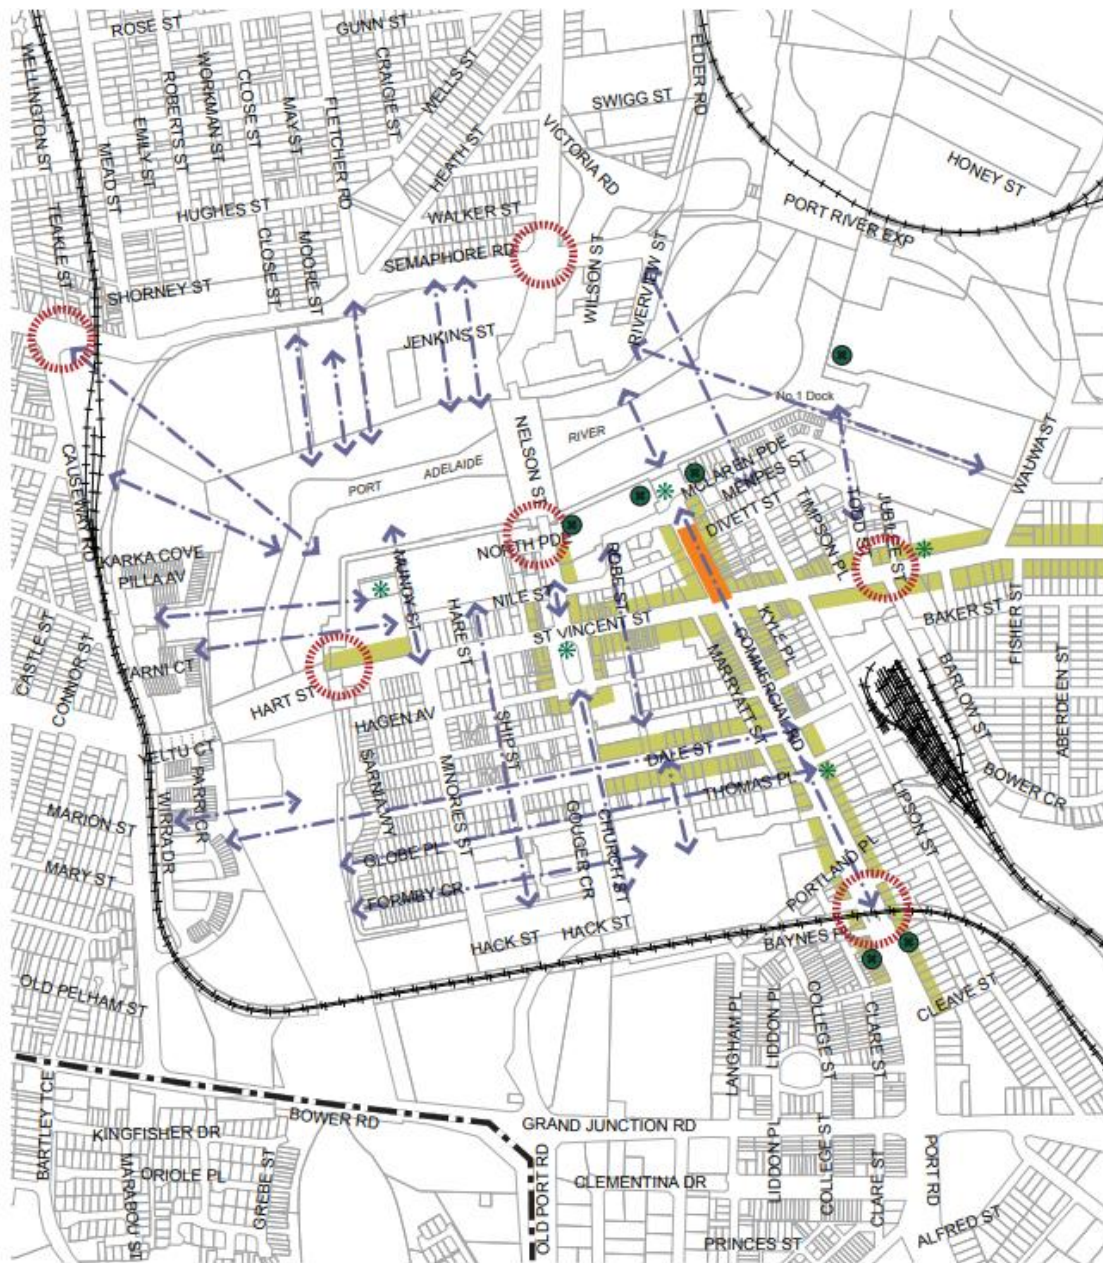 ROSE ST
GUNN ST
WELLINGTON ST
WORKMAN ST
ROBERTS ST
EMILY ST
MEAD ST
CLOSE ST
MAY ST
FLETCHER RD
CRAIGIE ST
WELLS ST
HEATH ST
ELDER RD
SWIGG ST
VICTORIA RD
HONEY ST
PORT RIVER EXP
TEAKLE ST
HUGHES ST
WALKER ST
SEMAPHORE RD
CLOSE ST
MOORE ST
SHORNEY ST
WILSON ST
RIVERVIEW ST
JENKINS ST
No.1 Dock
NELSON ST
RIVER
ADELAIDE
PORT
CAUSEWAY RD
MCLAREN PDE
MEMPES ST
DIVETT ST
TIMPSON PL
TODD ST
JUBILEE ST
WAUWA ST
NORTH PDE
ROBE ST
KARKA COVE
PILLA AV
MUNDY ST
NILE ST
HARE ST
ST VINCENT ST
BAKER ST
FISHER ST
KYLE PL
COMMERCIAL RD
MARRYATT ST
CASTLE ST
CONNOR ST
TARNI CT
HART ST
HAGEN AV
SHIP ST
BARLOW ST
ABERDEEN ST
YELTU CT
PARRI CR
WIRRA DR
SARNIA WY
MINORIES ST
DALE ST
THOMAS PL
BOWER CR
LIPSON ST
MARION ST
MARY ST
GLOBE PL
GOUGER CR
CHURCH ST
FORMBY CR
PORTLAND PL
HACK ST
HACK ST
BAYNES PL
OLD PELHAM ST
LANGHAM PL
LIDDON PL
COLLEGE ST
CLARE ST
CLEAVE ST
BARTLEY TCE
BOWER RD
GRAND JUNCTION RD
KINGFISHER DR
ORIOLE PL
MARABOU ST
GREBE ST
OLD PORT RD
CLEMENTINA DR
LIDDON PL
COLLEGE ST
CLARE ST
PORT RD
PRINCES ST
ALFRED ST